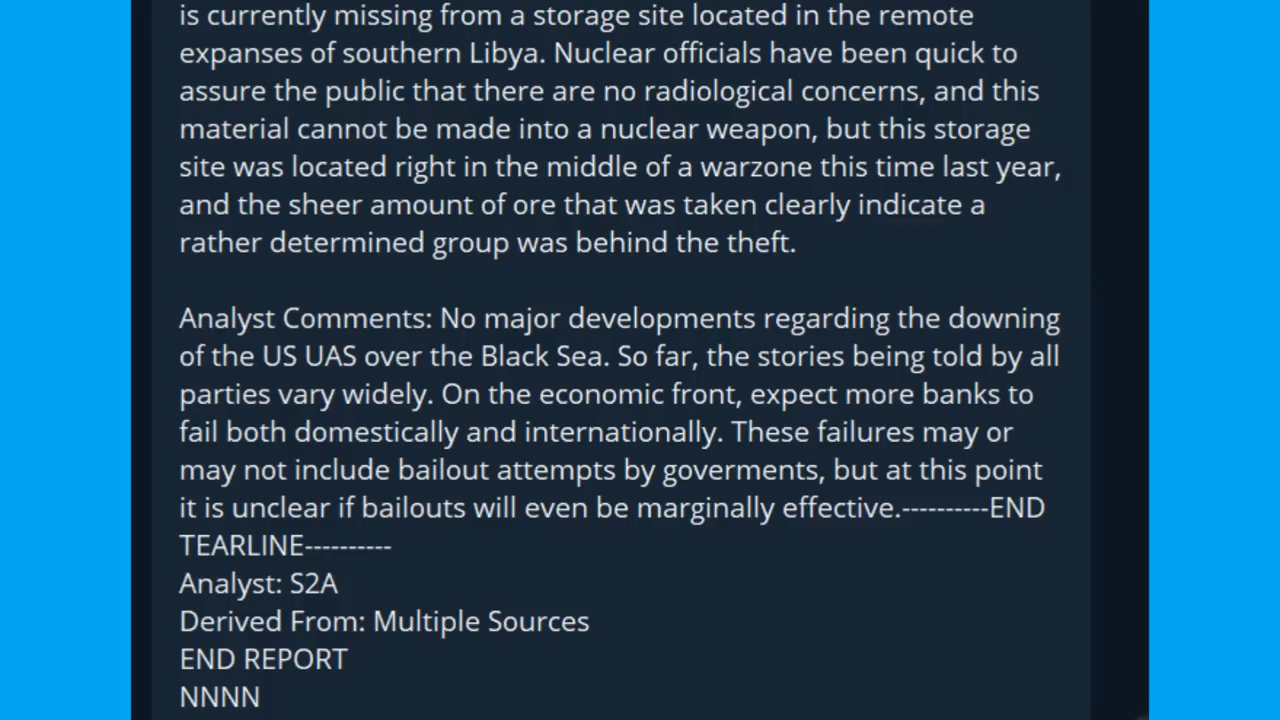 is currently missing from a storage site located in the remote
expanses of southern Libya. Nuclear officials have been quick to
assure the public that there are no radiological concerns, and this
material cannot be made into a nuclear weapon, but this storage
site was located right in the middle of a warzone this time last year,
and the sheer amount of ore that was taken clearly indicate a
rather determined group was behind the theft.
Analyst Comments: No major developments regarding the downing
of the US UAS over the Black Sea. So far, the stories being told by all
parties vary widely. On the economic front, expect more banks to
fail both domestically and internationally. These failures may or
may not include bailout attempts by goverments, but at this point
it is unclear if bailouts will even be marginally effective.----------END
TEARLINE----------
Analyst: S2A
Derived From: Multiple Sources
END REPORT
NNNN